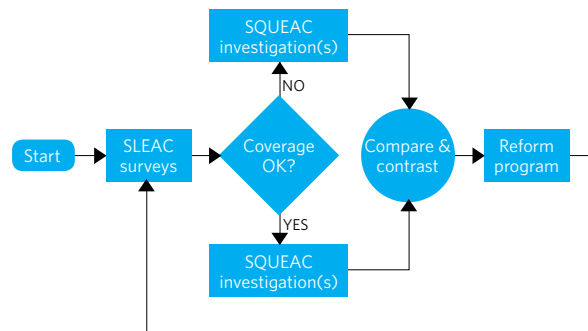 SQUEAC
investigation(s)
NO
Start
SLEAC
surveys
Coverage
OK?
Compare &
contrast
Reform
program
YES
SQUEAC
investigation(s)